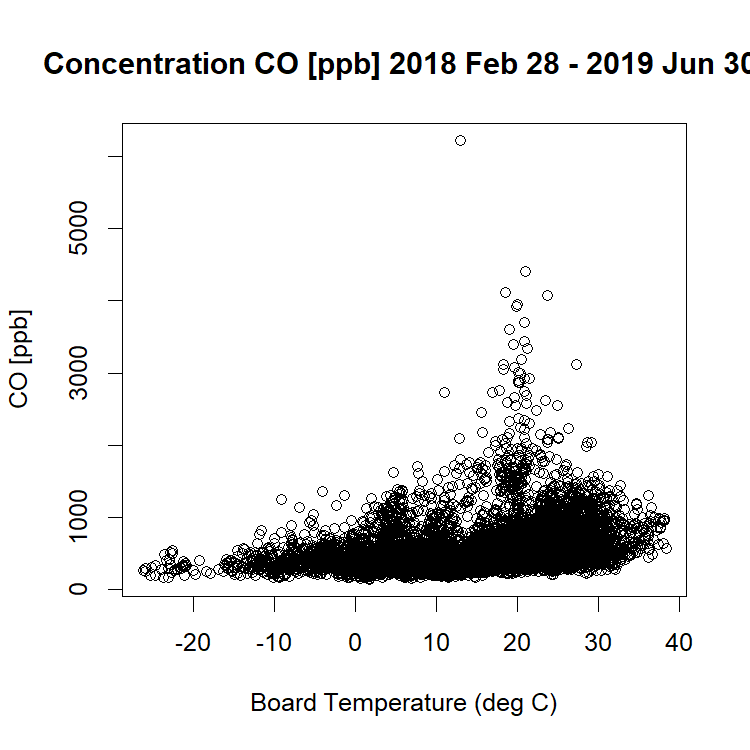 Concentration CO [ppb] 2018 Feb 28 - 2019 Jun 30
CO [ppb]
5000
3000
1000
0
-20 -10 0 10 20 30 40
Board Temperature (deg C)